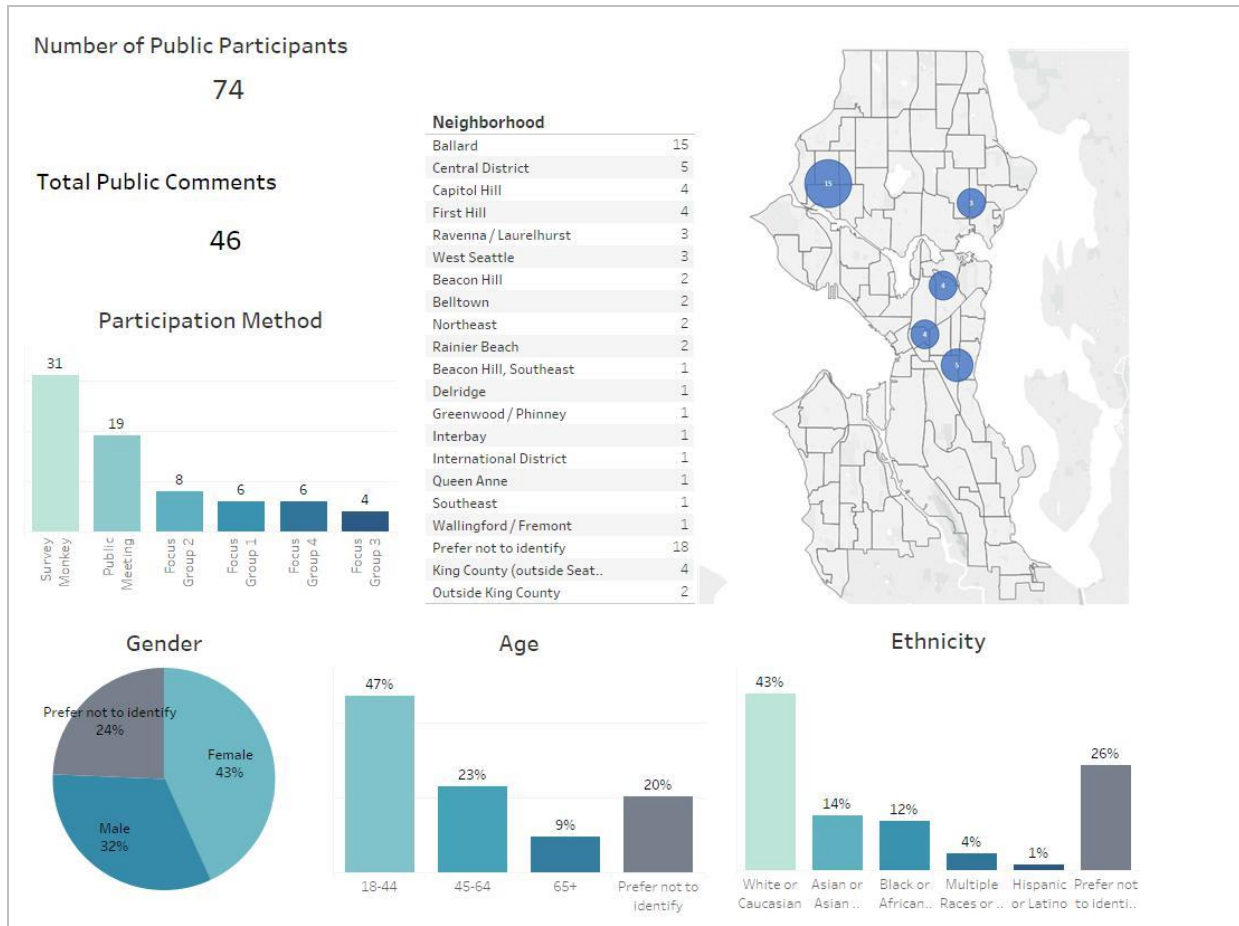 Number of Public Participants
74
Total Public Comments
46
Participation Method
31
19
8
6
6
4
Survey
Monkey
Public
Meeting
Focus
Group 2
Focus
Group 1
Focus
Group 4
Focus
Group 3
Neighborhood
Ballard 15
Central District 5
Capitol Hill 4
First Hill 4
Ravenna / Laurelhurst 3
West Seattle 3
Beacon Hill 2
Belltown 2
Northeast 2
Rainier Beach 2
Beacon Hill, Southeast 1
Delridge 1
Greenwood / Phinney 1
Interbay 1
International District 1
Queen Anne 1
Southeast 1
Wallingford / Fremont 1
Prefer not to identify 18
King County (outside Seat.. 4
Outside King County 2
15
3
4
4
5
Gender
Prefer not to identify
24%
Female
43%
Male
32%
Age
47%
23%
9%
20%
18-44
45-64
65+
Prefer not to
identify
Ethnicity
43%
14%
12%
4%
1%
26%
White or
Caucasian
Asian or
Asian ..
Black or
African..
Multiple
Races or ..
Hispanic
or Latino
Prefer not
to identi..